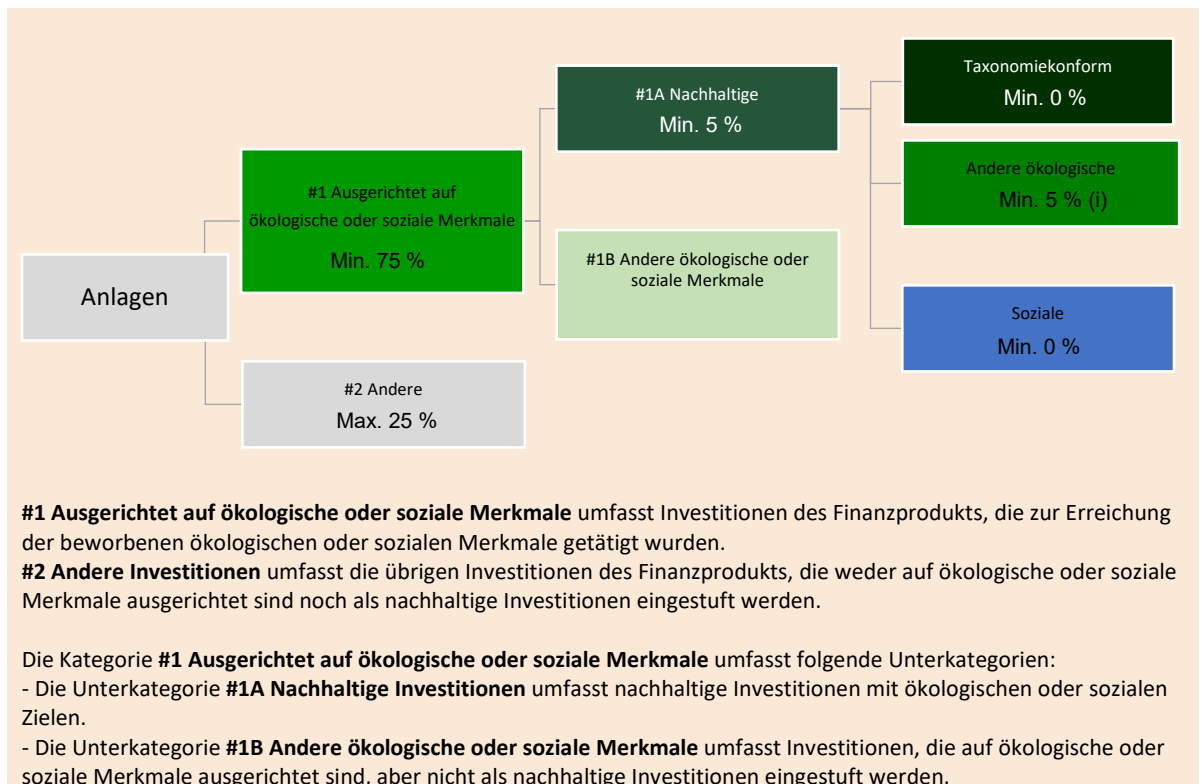 Taxonomiekonform
Min. 0 %
#1A Nachhaltige
Min. 5 %
#1 Ausgerichtet auf
ökologische oder soziale Merkmale
Min. 75 %
Andere ökologische
Min. 5 % (i)
#1B Andere ökologische oder
soziale Merkmale
Anlagen
Soziale
Min. 0 %
#2 Andere
Max. 25 %
#1 Ausgerichtet auf ökologische oder soziale Merkmale umfasst Investitionen des Finanzprodukts, die zur Erreichung
der beworbenen ökologischen oder sozialen Merkmale getätigt wurden.
#2 Andere Investitionen umfasst die übrigen Investitionen des Finanzprodukts, die weder auf ökologische oder soziale
Merkmale ausgerichtet sind noch als nachhaltige Investitionen eingestuft werden.
Die Kategorie #1 Ausgerichtet auf ökologische oder soziale Merkmale umfasst folgende Unterkategorien:
- Die Unterkategorie #1A Nachhaltige Investitionen umfasst nachhaltige Investitionen mit ökologischen oder sozialen
Zielen.
- Die Unterkategorie #1B Andere ökologische oder soziale Merkmale umfasst Investitionen, die auf ökologische oder
soziale Merkmale ausgerichtet sind, aber nicht als nachhaltige Investitionen eingestuft werden.